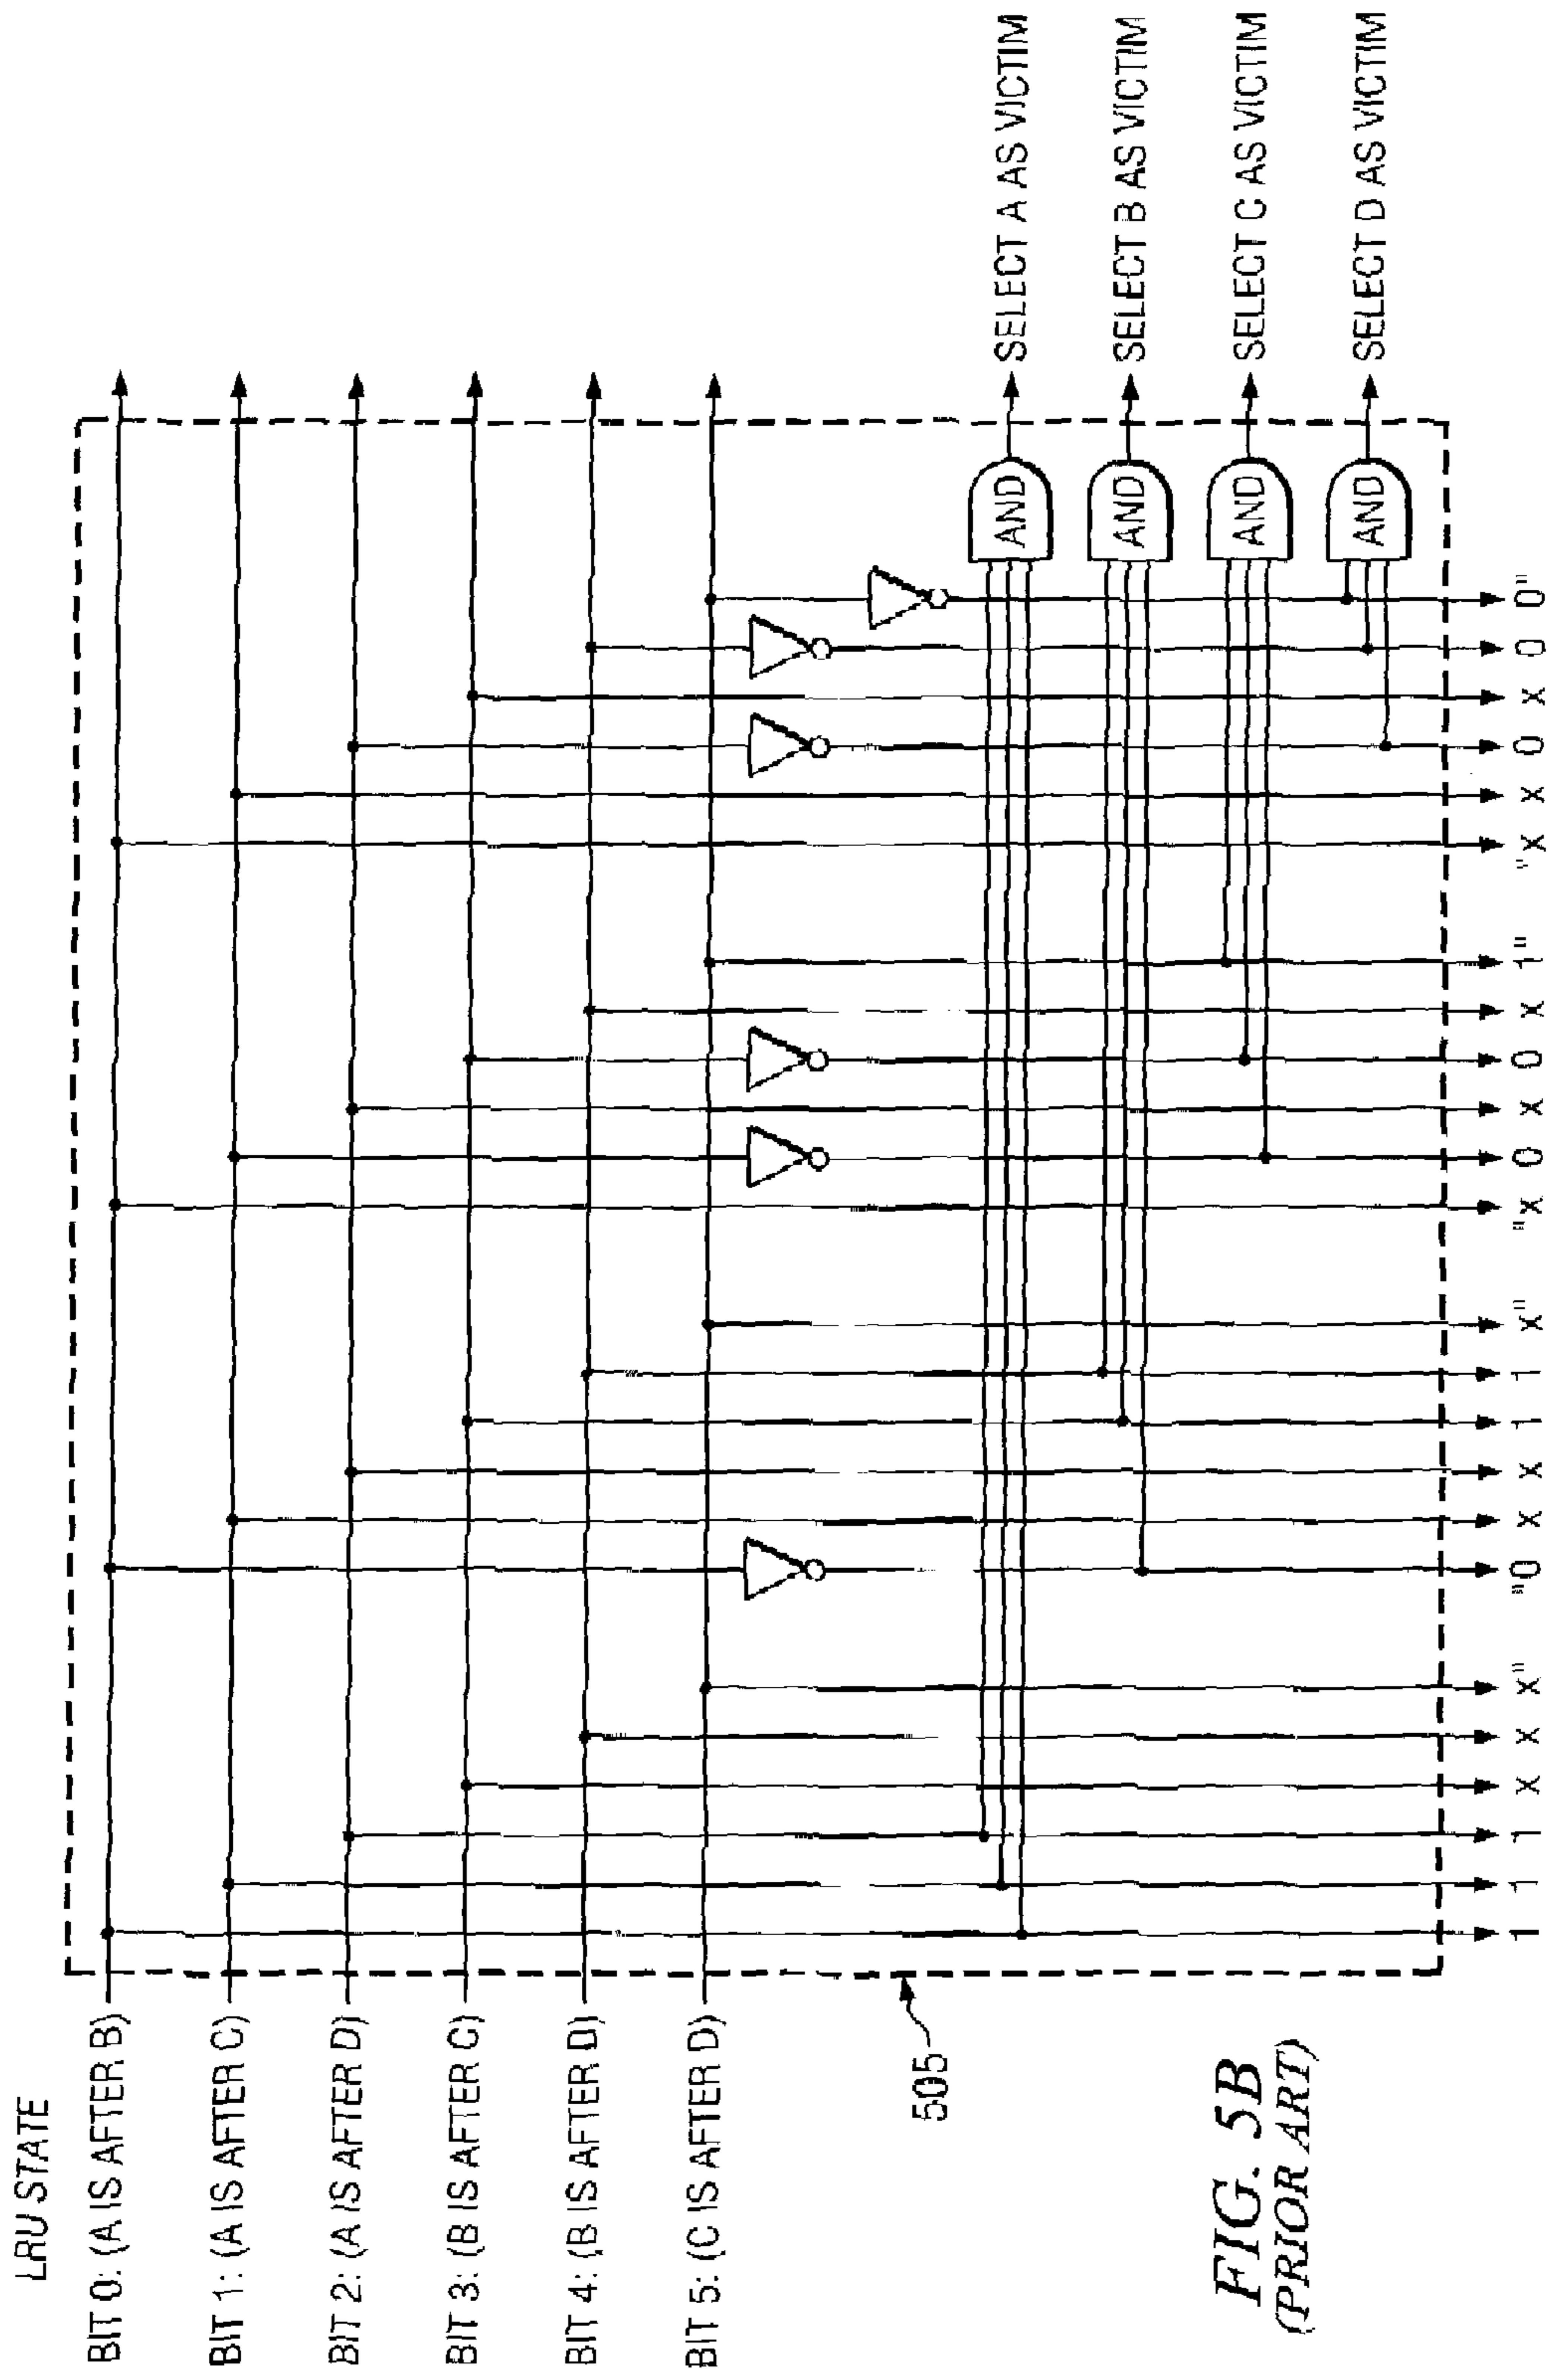 LRU STATE
BIT 0: (A IS AFTER B)
BIT 1: (A IS AFTER C)
BIT 2: (A IS AFTER D)
BIT 3: (B IS AFTER C)
BIT 4: (B IS AFTER D)
BIT 5: (C IS AFTER D)
505
AND
SELECT A AS VICTIM
AND
SELECT B AS VICTIM
AND
SELECT C AS VICTIM
AND
SELECT D AS VICTIM
1 1 1 X X X" "0 X X 1 1 X" "X 0 X 0 X 1" "X X 0 X 0 0"
FIG. 5B
(PRIOR ART)